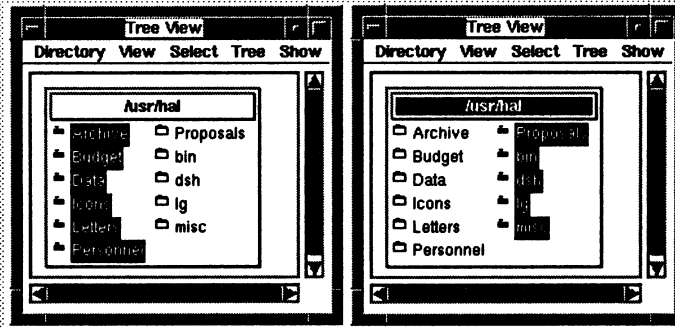 Tree View
Directory View Select Tree Show
/usr/hal
Archive Proposals
Budget bin
Data dsh
Icons lg
Letters misc
Personnel
Tree View
Directory View Select Tree Show
/usr/hal
Archive Proposals
Budget bin
Data dsh
Icons lg
Letters misc
Personnel